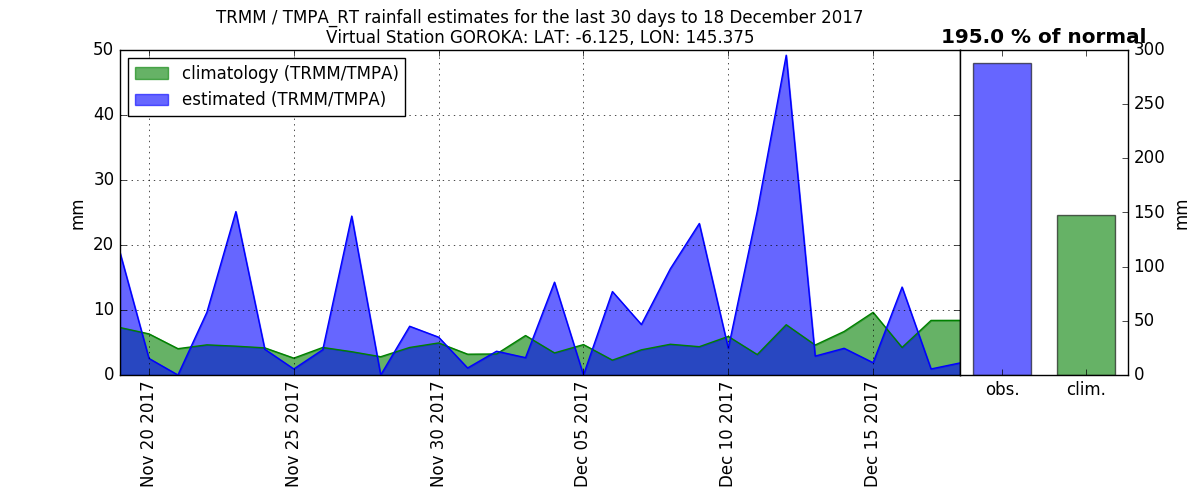 TRMM / TMPA_RT rainfall estimates for the last 30 days to 18 December 2017
Virtual Station GOROKA: LAT: -6.125, LON: 145.375
195.0 % of normal
climatology (TRMM/TMPA)
estimated (TRMM/TMPA)
mm
50
40
30
20
10
0
Nov 20 2017
Nov 25 2017
Nov 30 2017
Dec 05 2017
Dec 10 2017
Dec 15 2017
obs.
clim.
300
250
200
150
100
50
0
mm